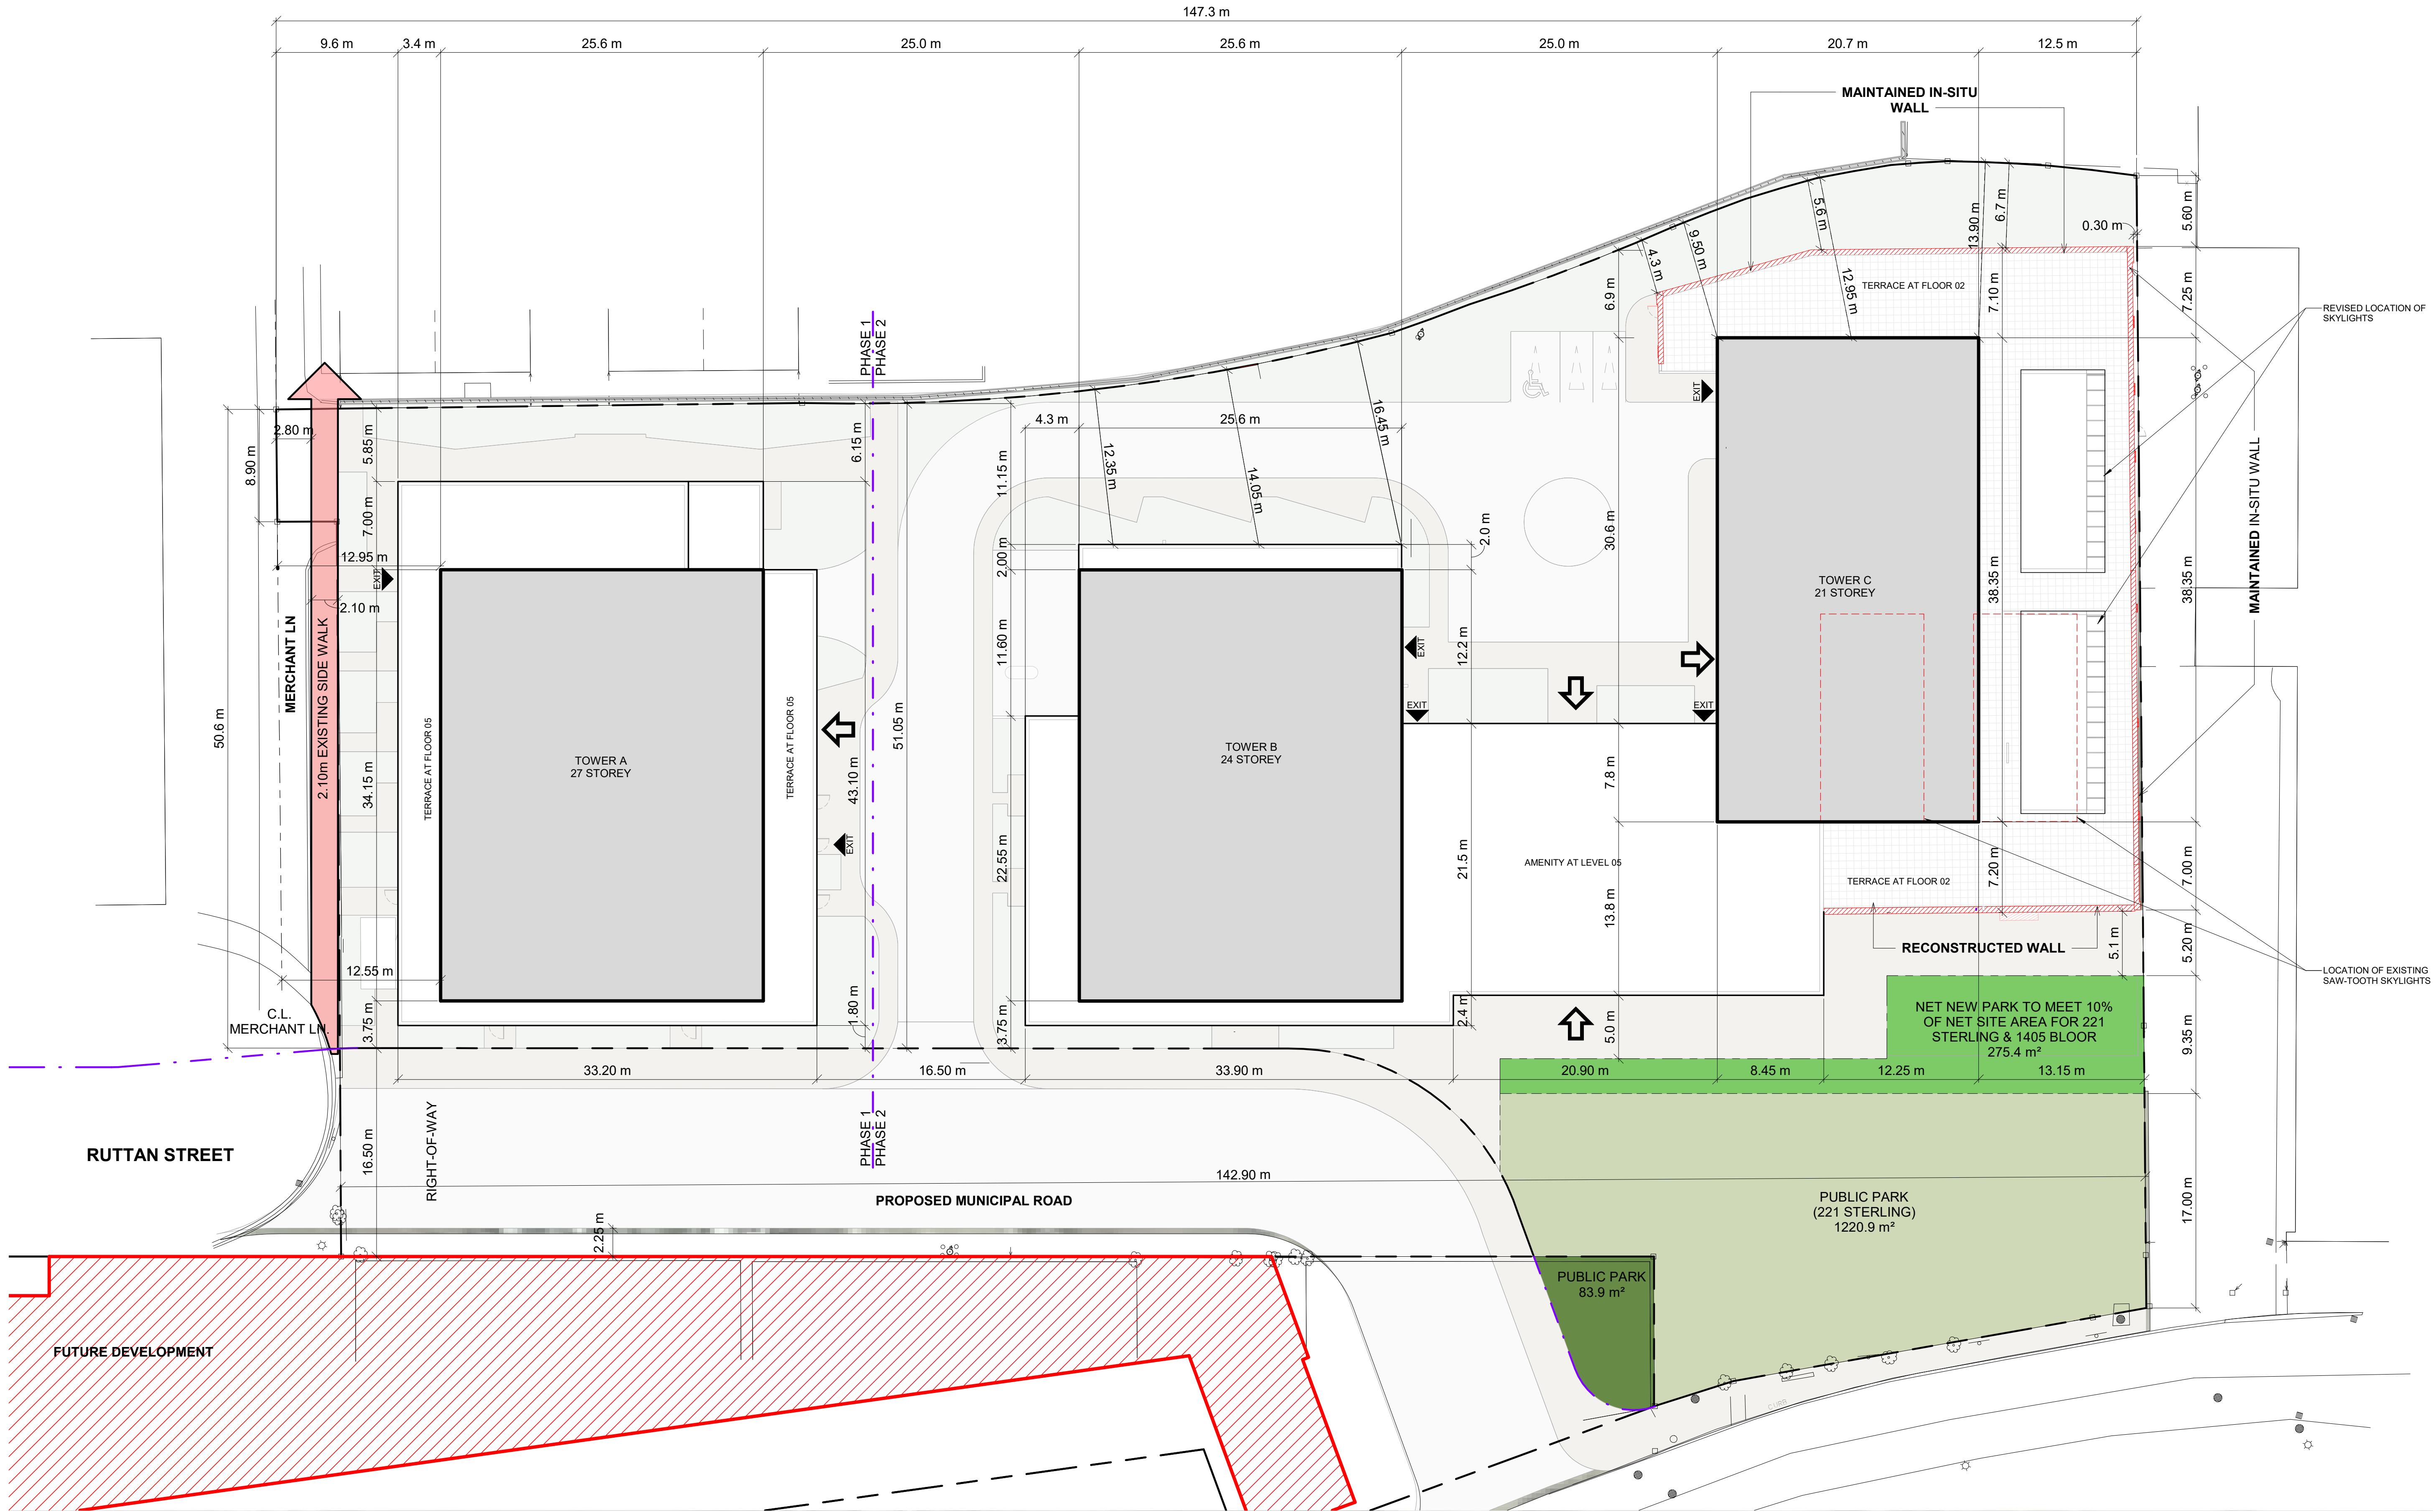 147.3 m
9.6 m
3.4 m
25.6 m
25.0 m
25.6 m
25.0 m
20.7 m
12.5 m
MAINTAINED IN-SITU
WALL
5.6 m
13.90 m
6.7 m
0.30 m
5.60 m
9.50 m
4.3 m
6.9 m
12.95 m
TERRACE AT FLOOR 02
7.10 m
7.25 m
REVISED LOCATION OF
SKYLIGHTS
PHASE 1
PHASE 2
2.80 m
8.90 m
5.85 m
6.15 m
4.3 m
25.6 m
16.45 m
12.35 m
11.15 m
14.05 m
EXIT
MAINTAINED IN-SITU WALL
7.00 m
12.95 m
EXIT
2.10 m
2.00 m
2.0 m
30.6 m
TOWER C
21 STOREY
38.35 m
38.35 m
MERCHANT LN
2.10m EXISTING SIDE WALK
11.60 m
EXIT
12.2 m
EXIT
EXIT
50.6 m
TERRACE AT FLOOR 05
TOWER A
27 STOREY
TERRACE AT FLOOR 05
34.15 m
43.10 m
51.05 m
TOWER B
24 STOREY
7.8 m
EXIT
22.55 m
21.5 m
AMENITY AT LEVEL 05
13.8 m
TERRACE AT FLOOR 02
7.20 m
7.00 m
RECONSTRUCTED WALL
5.1 m
5.20 m
LOCATION OF EXISTING
SAW-TOOTH SKYLIGHTS
12.55 m
C.L.
MERCHANT LN.
3.75 m
1.80 m
3.75 m
2.4 m
5.0 m
NET NEW PARK TO MEET 10%
OF NET SITE AREA FOR 221
STERLING & 1405 BLOOR
275.4 m²
9.35 m
33.20 m
16.50 m
33.90 m
20.90 m
8.45 m
12.25 m
13.15 m
RUTTAN STREET
16.50 m
RIGHT-OF-WAY
PHASE 1
PHASE 2
142.90 m
PROPOSED MUNICIPAL ROAD
PUBLIC PARK
(221 STERLING)
1220.9 m²
17.00 m
2.25 m
PUBLIC PARK
83.9 m²
FUTURE DEVELOPMENT
CURB